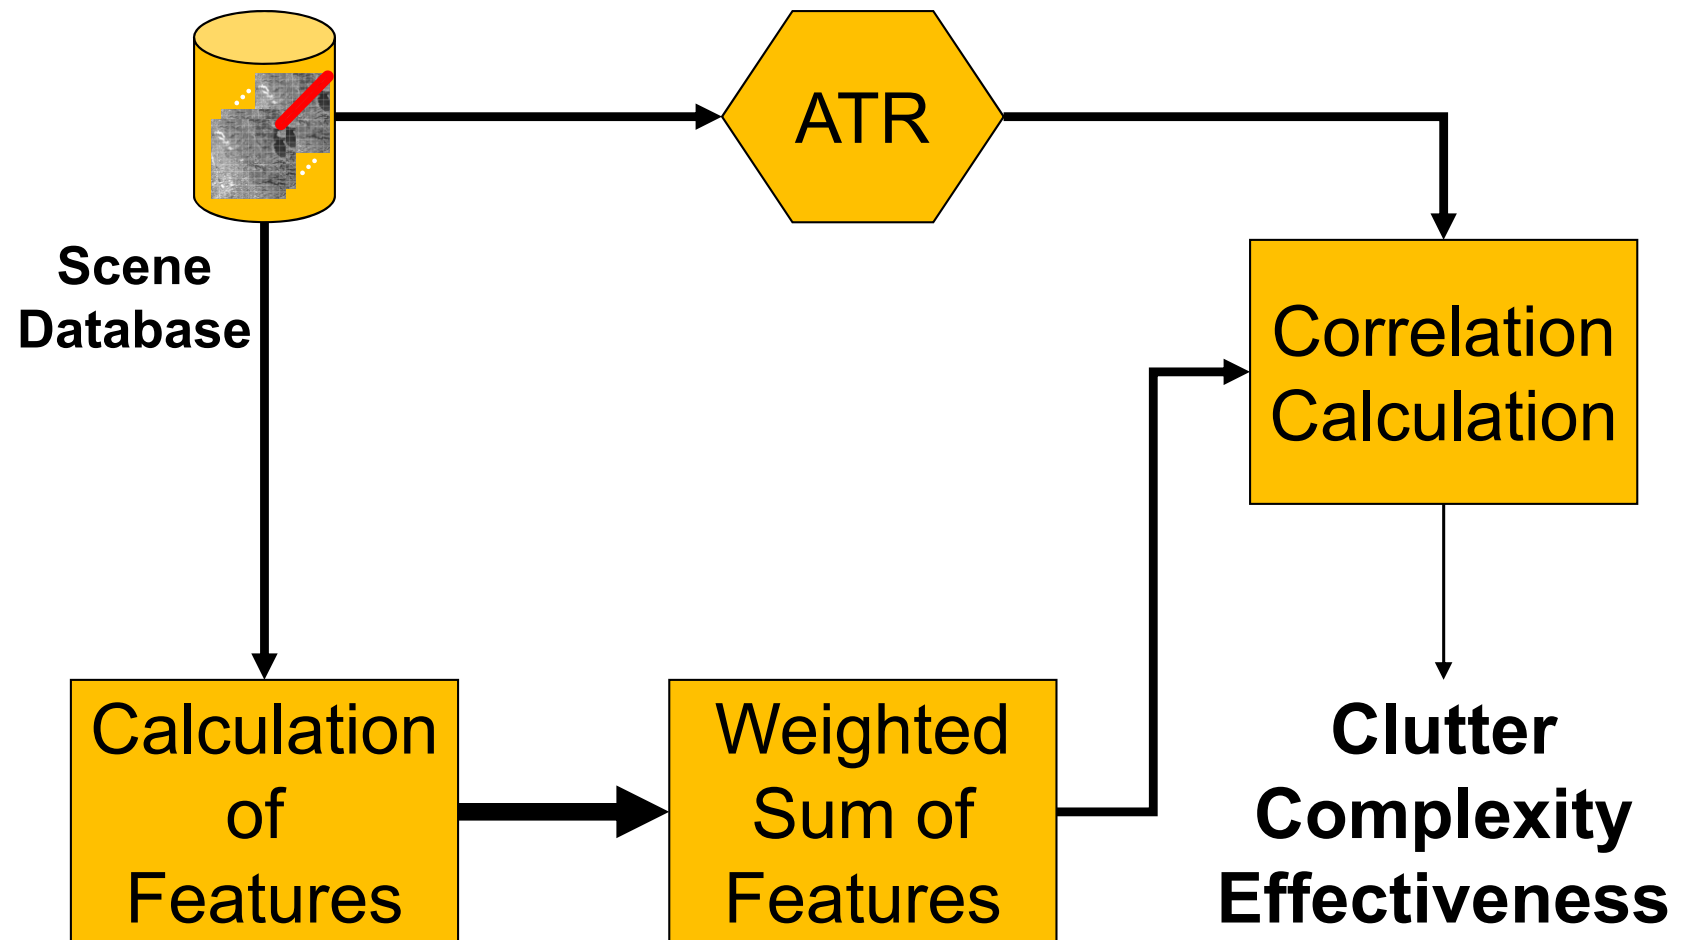 ATR
Scene
Database
Correlation
Calculation
Calculation
of
Features
Weighted
Sum of
Features
Clutter
Complexity
Effectiveness